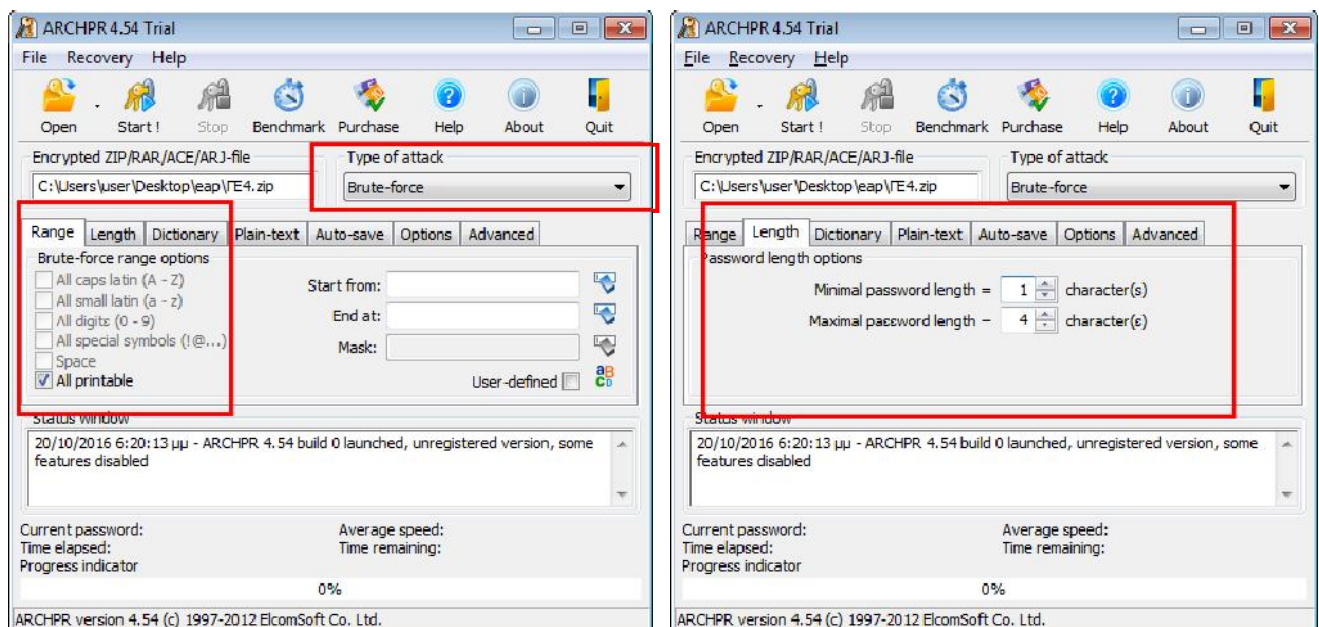 ARCHPR 4.54 Trial
File Recovery Help
Open Start! Stop Benchmark Purchase Help About Quit
Encrypted ZIP/RAR/ACE/ARJ-file Type of attack
C:\Users\user\Desktop\eap\ΓΕ4.zip Brute-force
Range Length Dictionary Plain-text Auto-save Options Advanced
Brute-force range options
All caps latin (A - Z)
All small latin (a - z)
All digits (0 - 9)
All special symbols (!@...)
Space
All printable
Start from:
End at:
Mask:
User-defined
Status window
20/10/2016 6:20:13 μμ - ARCHPR 4.54 build 0 launched, unregistered version, some
features disabled
Current password: Average speed:
Time elapsed: Time remaining:
Progress indicator
0%
ARCHPR version 4.54 (c) 1997-2012 ElcomSoft Co. Ltd.
ARCHPR 4.54 Trial
File Recovery Help
Open Start! Stop Benchmark Purchase Help About Quit
Encrypted ZIP/RAR/ACE/ARJ-file Type of attack
C:\Users\user\Desktop\eap\ΓΕ4.zip Brute-force
Range Length Dictionary Plain-text Auto-save Options Advanced
Password length options
Minimal password length = 1 character(s)
Maximal password length = 4 character(s)
Status window
20/10/2016 6:20:13 μμ - ARCHPR 4.54 build 0 launched, unregistered version, some
features disabled
Current password: Average speed:
Time elapsed: Time remaining:
Progress indicator
0%
ARCHPR version 4.54 (c) 1997-2012 ElcomSoft Co. Ltd.